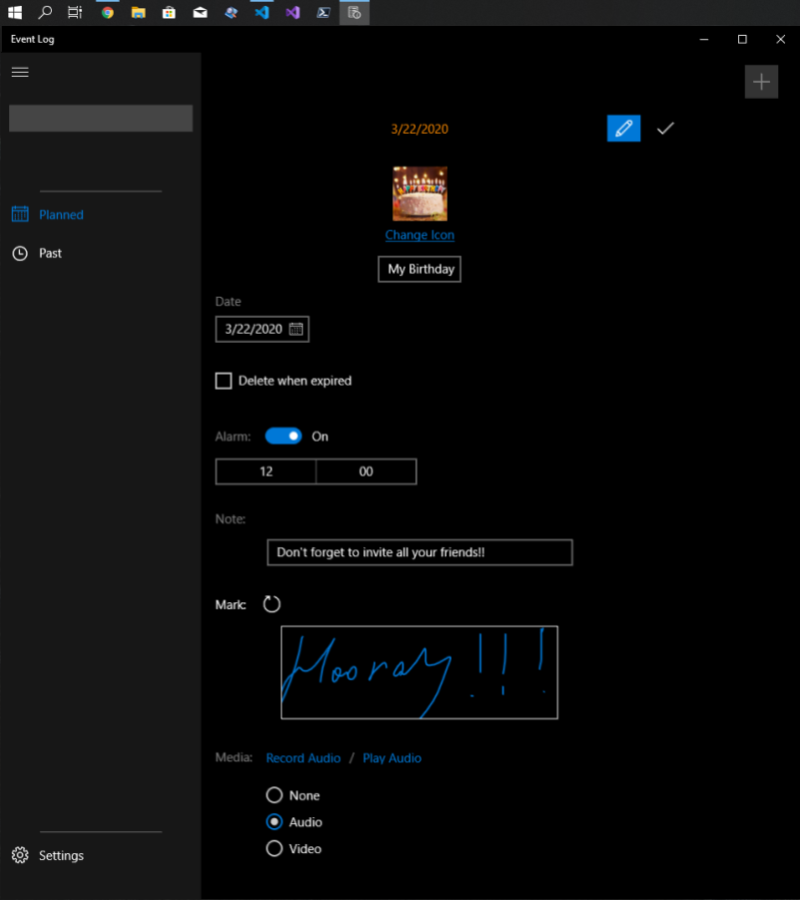 Event Log
3/22/2020
Planned
Change Icon
Past
My Birthday
Date
3/22/2020
Delete when expired
Alarm: On
12 00
Note:
Don't forget to invite all your friends!!
Mark:
Hooray!!!
Media: Record Audio / Play Audio
None
Audio
Video
Settings